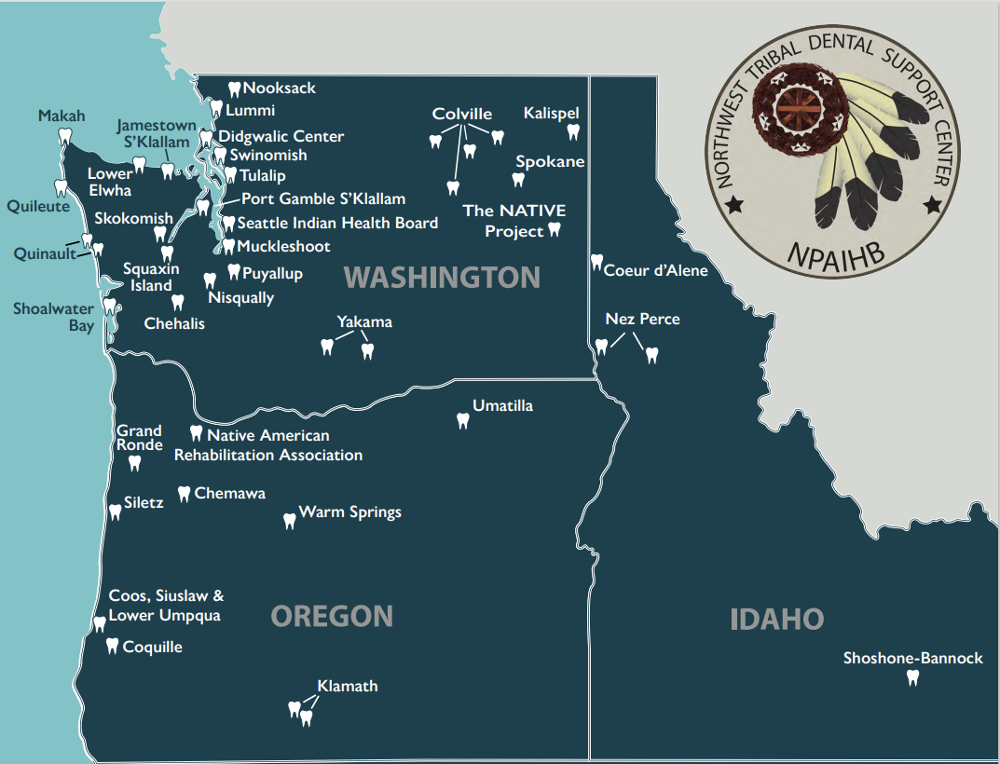 NORTHWEST TRIBAL DENTAL SUPPORT CENTER
NPAIHB
Nooksack
Lummi
Makah
Jamestown
S'Klallam
Didgwalic Center
Swinomish
Tulalip
Lower
Elwha
Quileute
Port Gamble S'Klallam
Skokomish
Seattle Indian Health Board
Muckleshoot
Quinault
Squaxin
Island
Puyallup
Nisqually
Shoalwater
Bay
Chehalis
Colville
Kalispel
Spokane
The NATIVE
Project
WASHINGTON
Yakama
Coeur d'Alene
Nez Perce
Umatilla
Grand
Ronde
Native American
Rehabilitation Association
Chemawa
Siletz
Warm Springs
Coos, Siuslaw &
Lower Umpqua
Coquille
OREGON
Klamath
IDAHO
Shoshone-Bannock